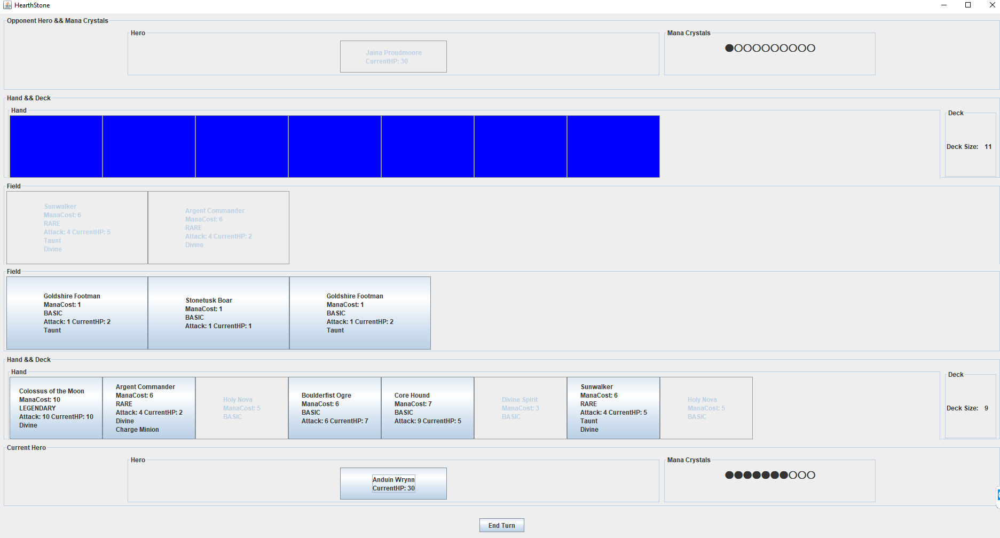 HearthStone
Opponent Hero && Mana Crystals
Hero
Mana Crystals
Jaina Proudmoore
CurrentHP: 30
●○○○○○○○○○
Hand && Deck
Hand
Deck
Deck Size: 11
Field
Sunwalker
ManaCost: 6
RARE
Attack: 4 CurrentHP: 5
Taunt
Divine
Argent Commander
ManaCost: 6
RARE
Attack: 4 CurrentHP: 2
Divine
Field
Goldshire Footman
ManaCost: 1
BASIC
Attack: 1 CurrentHP: 2
Taunt
Stonetusk Boar
ManaCost: 1
BASIC
Attack: 1 CurrentHP: 1
Goldshire Footman
ManaCost: 1
BASIC
Attack: 1 CurrentHP: 2
Taunt
Hand && Deck
Hand
Colossus of the Moon
ManaCost: 10
LEGENDARY
Attack: 10 CurrentHP: 10
Divine
Argent Commander
ManaCost: 6
RARE
Attack: 4 CurrentHP: 2
Divine
Charge Minion
Holy Nova
ManaCost: 5
BASIC
Boulderfist Ogre
ManaCost: 6
BASIC
Attack: 6 CurrentHP: 7
Core Hound
ManaCost: 7
BASIC
Attack: 9 CurrentHP: 5
Divine Spirit
ManaCost: 3
BASIC
Sunwalker
ManaCost: 6
RARE
Attack: 4 CurrentHP: 5
Taunt
Divine
Holy Nova
ManaCost: 5
BASIC
Deck
Deck Size: 9
Current Hero
Hero
Mana Crystals
Anduin Wrynn
CurrentHP: 30
●●●●●●●○○○
End Turn